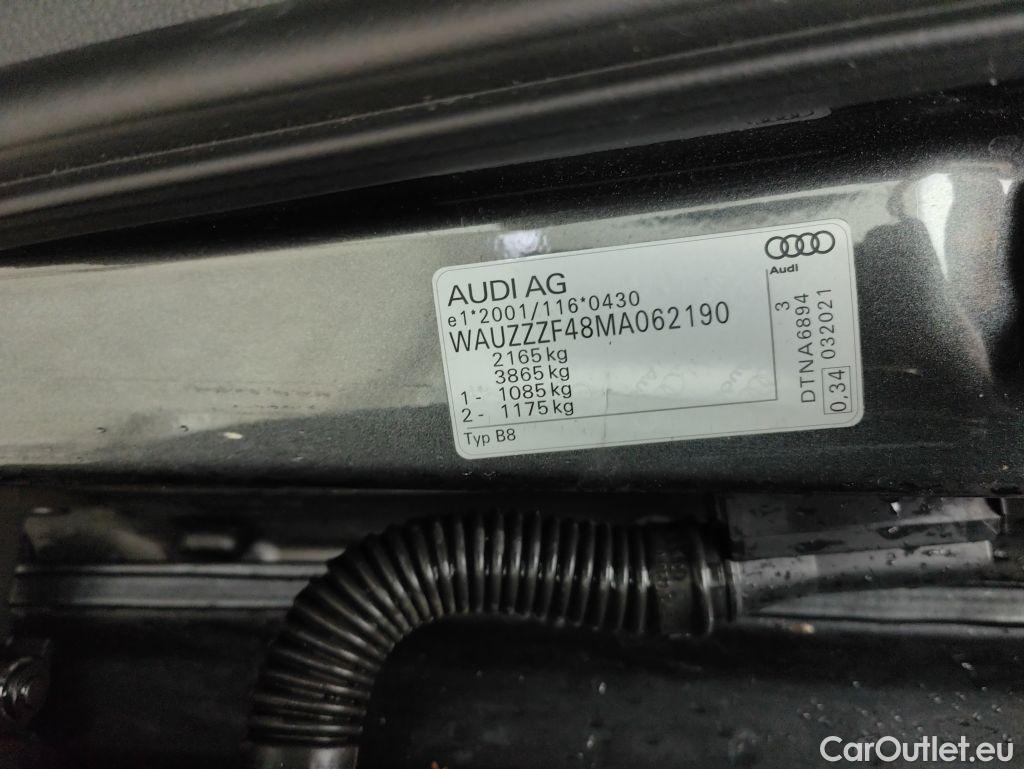 AUDI AG
e1*2001/116*0430
WAUZZZF48MA062190
2165 kg
3865 kg
1 - 1085 kg
2 - 1175 kg
Typ B8
Audi
3
DTNA6894
0,34 032021
CarOutlet.eu